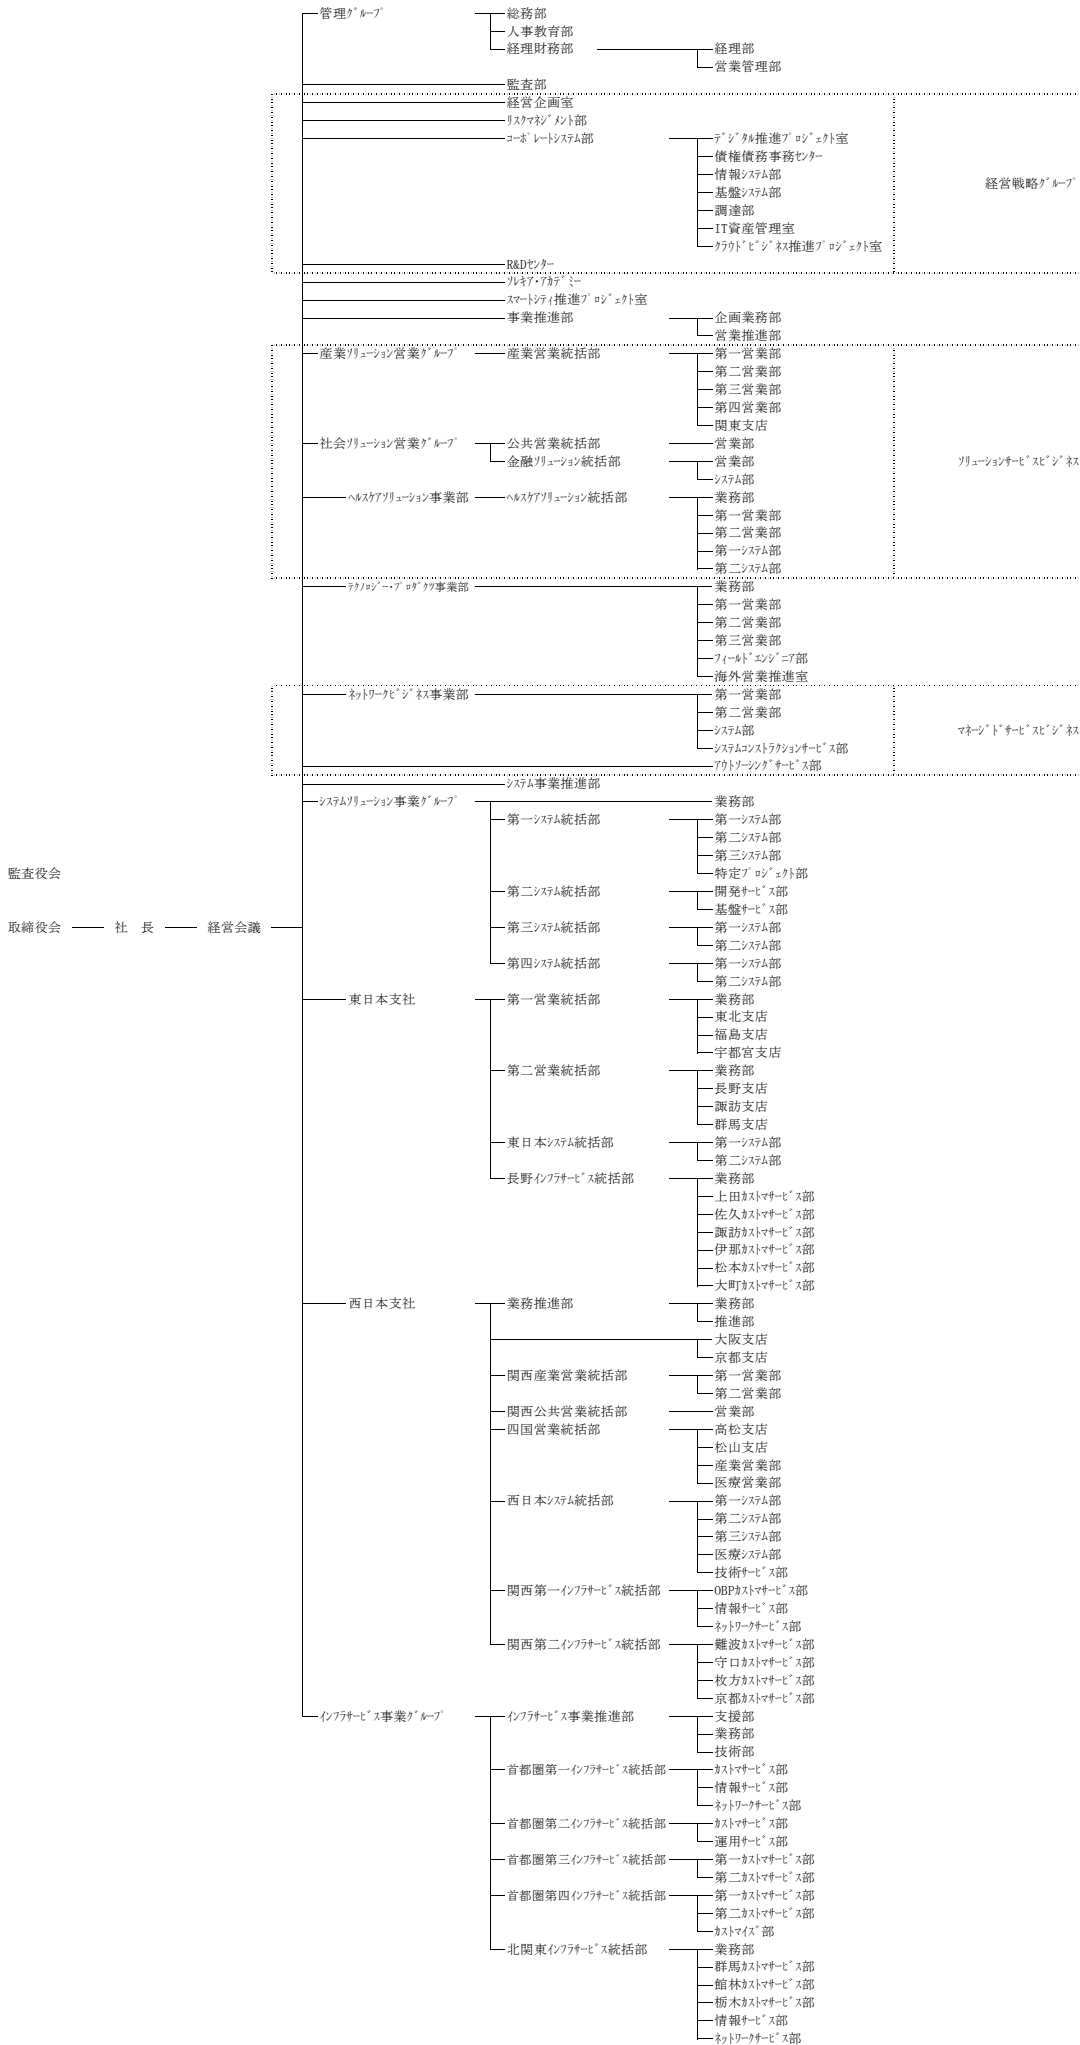 管理ｸﾞﾙｰﾌﾟ 総務部
人事教育部
経理財務部 経理部
営業管理部
監査部
経営企画室
ﾘｽｸﾏﾈｼﾞﾒﾝﾄ部
ｺｰﾎﾟﾚｰﾄｼｽﾃﾑ部 ﾃﾞｼﾞﾀﾙ推進ﾌﾟﾛｼﾞｪｸﾄ室
債権債務事務ｾﾝﾀｰ
情報ｼｽﾃﾑ部
経営戦略ｸﾞﾙｰﾌﾟ
基盤ｼｽﾃﾑ部
調達部
IT資産管理室
ｸﾗｳﾄﾞﾋﾞｼﾞﾈｽ推進ﾌﾟﾛｼﾞｪｸﾄ室
R&Dｾﾝﾀｰ
ｿﾚｷｱ・ｱｶﾃﾞﾐｰ
ｽﾏｰﾄｼﾃｨ推進ﾌﾟﾛｼﾞｪｸﾄ室
事業推進部 企画業務部
営業推進部
産業ｿﾘｭｰｼｮﾝ営業ｸﾞﾙｰﾌﾟ 産業営業統括部 第一営業部
第二営業部
第三営業部
第四営業部
関東支店
社会ｿﾘｭｰｼｮﾝ営業ｸﾞﾙｰﾌﾟ 公共営業統括部 営業部
金融ｿﾘｭｰｼｮﾝ統括部 営業部 ｿﾘｭｰｼｮﾝｻｰﾋﾞｽﾋﾞｼﾞﾈｽ
ｼｽﾃﾑ部
ﾍﾙｽｹｱｿﾘｭｰｼｮﾝ事業部 ﾍﾙｽｹｱｿﾘｭｰｼｮﾝ統括部 業務部
第一営業部
第二営業部
第一ｼｽﾃﾑ部
第二ｼｽﾃﾑ部
ﾃｸﾉﾛｼﾞｰ・ﾌﾟﾛﾀﾞｸﾂ事業部 業務部
第一営業部
第二営業部
第三営業部
ﾌｨｰﾙﾄﾞｴﾝｼﾞﾆｱ部
海外営業推進室
ﾈｯﾄﾜｰｸﾋﾞｼﾞﾈｽ事業部 第一営業部
第二営業部
ｼｽﾃﾑ部 ﾏﾈｰｼﾞﾄﾞｻｰﾋﾞｽﾋﾞｼﾞﾈｽ
ｼｽﾃﾑｺﾝｽﾄﾗｸｼｮﾝｻｰﾋﾞｽ部
ｱｳﾄｿｰｼﾝｸﾞｻｰﾋﾞｽ部
ｼｽﾃﾑ事業推進部
ｼｽﾃﾑｿﾘｭｰｼｮﾝ事業ｸﾞﾙｰﾌﾟ 業務部
第一ｼｽﾃﾑ統括部 第一ｼｽﾃﾑ部
第二ｼｽﾃﾑ部
第三ｼｽﾃﾑ部
監査役会 特定ﾌﾟﾛｼﾞｪｸﾄ部
第二ｼｽﾃﾑ統括部 開発ｻｰﾋﾞｽ部
基盤ｻｰﾋﾞｽ部
取締役会 社 長 経営会議 第三ｼｽﾃﾑ統括部 第一ｼｽﾃﾑ部
第二ｼｽﾃﾑ部
第四ｼｽﾃﾑ統括部 第一ｼｽﾃﾑ部
第二ｼｽﾃﾑ部
東日本支社 第一営業統括部 業務部
東北支店
福島支店
宇都宮支店
第二営業統括部 業務部
長野支店
諏訪支店
群馬支店
東日本ｼｽﾃﾑ統括部 第一ｼｽﾃﾑ部
第二ｼｽﾃﾑ部
長野ｲﾝﾌﾗｻｰﾋﾞｽ統括部 業務部
上田ｶｽﾄﾏｻｰﾋﾞｽ部
佐久ｶｽﾄﾏｻｰﾋﾞｽ部
諏訪ｶｽﾄﾏｻｰﾋﾞｽ部
伊那ｶｽﾄﾏｻｰﾋﾞｽ部
松本ｶｽﾄﾏｻｰﾋﾞｽ部
大町ｶｽﾄﾏｻｰﾋﾞｽ部
西日本支社 業務推進部 業務部
推進部
大阪支店
京都支店
関西産業営業統括部 第一営業部
第二営業部
関西公共営業統括部 営業部
四国営業統括部 高松支店
松山支店
産業営業部
医療営業部
西日本ｼｽﾃﾑ統括部 第一ｼｽﾃﾑ部
第二ｼｽﾃﾑ部
第三ｼｽﾃﾑ部
医療ｼｽﾃﾑ部
技術ｻｰﾋﾞｽ部
関西第一ｲﾝﾌﾗｻｰﾋﾞｽ統括部 OBPｶｽﾄﾏｻｰﾋﾞｽ部
情報ｻｰﾋﾞｽ部
ﾈｯﾄﾜｰｸｻｰﾋﾞｽ部
関西第二ｲﾝﾌﾗｻｰﾋﾞｽ統括部 難波ｶｽﾄﾏｻｰﾋﾞｽ部
守口ｶｽﾄﾏｻｰﾋﾞｽ部
枚方ｶｽﾄﾏｻｰﾋﾞｽ部
京都ｶｽﾄﾏｻｰﾋﾞｽ部
ｲﾝﾌﾗｻｰﾋﾞｽ事業ｸﾞﾙｰﾌﾟ ｲﾝﾌﾗｻｰﾋﾞｽ事業推進部 支援部
業務部
技術部
首都圏第一ｲﾝﾌﾗｻｰﾋﾞｽ統括部 ｶｽﾄﾏｻｰﾋﾞｽ部
情報ｻｰﾋﾞｽ部
ﾈｯﾄﾜｰｸｻｰﾋﾞｽ部
首都圏第二ｲﾝﾌﾗｻｰﾋﾞｽ統括部 ｶｽﾄﾏｻｰﾋﾞｽ部
運用ｻｰﾋﾞｽ部
首都圏第三ｲﾝﾌﾗｻｰﾋﾞｽ統括部 第一ｶｽﾄﾏｻｰﾋﾞｽ部
第二ｶｽﾄﾏｻｰﾋﾞｽ部
首都圏第四ｲﾝﾌﾗｻｰﾋﾞｽ統括部 第一ｶｽﾄﾏｻｰﾋﾞｽ部
第二ｶｽﾄﾏｻｰﾋﾞｽ部
ｶｽﾄﾏｲｽﾞ部
北関東ｲﾝﾌﾗｻｰﾋﾞｽ統括部 業務部
群馬ｶｽﾄﾏｻｰﾋﾞｽ部
館林ｶｽﾄﾏｻｰﾋﾞｽ部
栃木ｶｽﾄﾏｻｰﾋﾞｽ部
情報ｻｰﾋﾞｽ部
ﾈｯﾄﾜｰｸｻｰﾋﾞｽ部